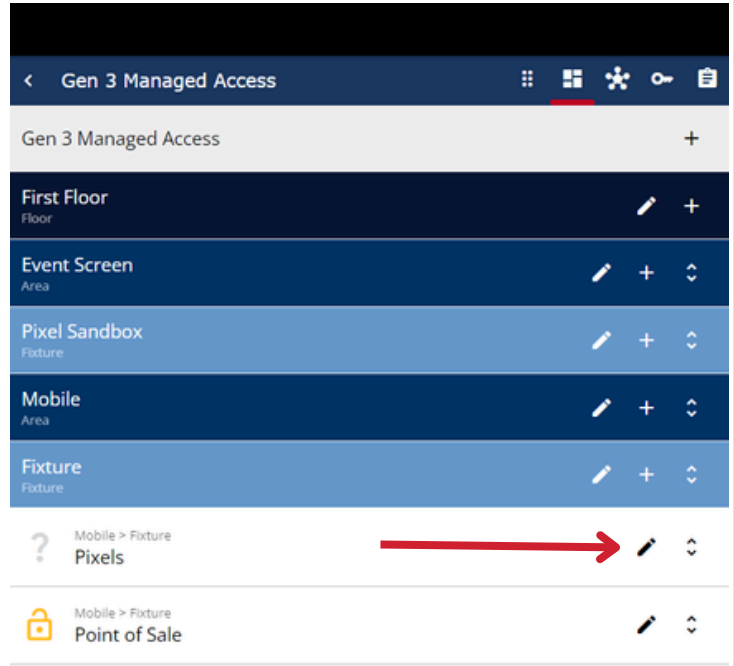 Gen 3 Managed Access
Gen 3 Managed Access
First Floor
Floor
Event Screen
Area
Pixel Sandbox
Fixture
Mobile
Area
Fixture
Fixture
Mobile > Fixture
Pixels
Mobile > Fixture
Point of Sale